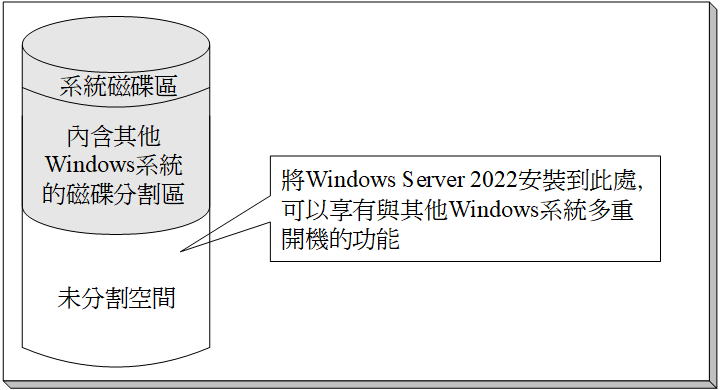 系統磁碟區
內含其他
Windows系統
的磁碟分割區
將Windows Server 2022安裝到此處,
可以享有與其他Windows系統多重
開機的功能
未分割空間